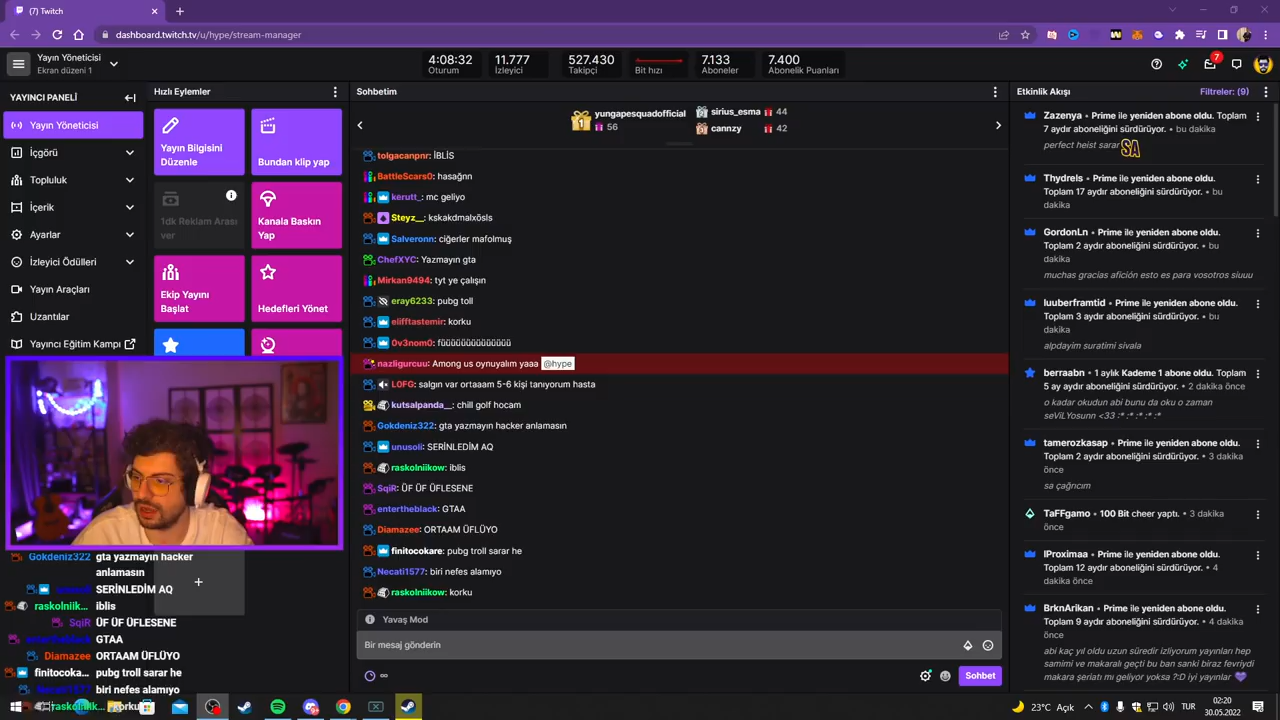 (7) Twitch
dashboard.twitch.tv/u/hype/stream-manager
Yayın Yöneticisi
Ekran düzeni 1
4:08:32
Oturum
11.777
İzleyici
527.430
Takipçi
Bit hızı
7.133
Aboneler
7.400
Abonelik Puanları
7
YAYINCI PANELİ
Yayın Yöneticisi
İçgörü
Topluluk
İçerik
Ayarlar
İzleyici Ödülleri
Yayın Araçları
Uzantılar
Yayıncı Eğitim Kampı
Hızlı Eylemler
Yayın Bilgisini
Düzenle
Bundan klip yap
1dk Reklam Arası
ver
Kanala Baskın
Yap
Ekip Yayını
Başlat
Hedefleri Yönet
Sohbetim
1
yungapesquadofficial
56
sirius_esma 44
cannzy 42
tolgacanpnr: İBLİS
BattleScars0: hasağnn
kerutt_: mc geliyo
Steyz__: kskakdmalxösls
Salveronn: ciğerler mafolmuş
ChefXYC: Yazmayın gta
Mirkan9494: tyt ye çalışın
eray6233: pubg toll
elifftastemir: korku
0v3nom0: füüüüüüüüüüüüü
nazligurcuu: Among us oynuyalım yaaa @hype
L0FG: salgın var ortaaam 5-6 kişi tanıyorum hasta
kutsalpanda__: chill golf hocam
Gokdeniz322: gta yazmayın hacker anlamasın
unusoli: SERİNLEDİM AQ
raskolniikow: iblis
SqiR: ÜF ÜF ÜFLESENE
entertheblack: GTAA
Diamazee: ORTAAM ÜFLÜYO
finitocokare: pubg troll sarar he
Necati1577: biri nefes alamıyo
raskolniikow: korku
Yavaş Mod
Bir mesaj gönderin
∞
Sohbet
Etkinlik Akışı
Filtreler: (9)
Zazenya • Prime ile yeniden abone oldu. Toplam
7 aydır aboneliğini sürdürüyor. • bu dakika
perfect heist sarar SA
Thydrels • Prime ile yeniden abone oldu.
Toplam 17 aydır aboneliğini sürdürüyor. • bu
dakika
GordonLn • Prime ile yeniden abone oldu.
Toplam 2 aydır aboneliğini sürdürüyor. • bu
dakika
muchas gracias afición esto es para vosotros siuuu
luuberframtid • Prime ile yeniden abone oldu.
Toplam 3 aydır aboneliğini sürdürüyor. • bu
dakika
alpdayim suratimi sivala
berraabn • 1 aylık Kademe 1 abone oldu. Toplam
5 ay aydır aboneliğini sürdürüyor. • 2 dakika önce
o kadar okudun abi bunu da oku o zaman
seViLYosunn <33 :* :* :* :* :*
tamerozkasap • Prime ile yeniden abone oldu.
Toplam 2 aydır aboneliğini sürdürüyor. • 3 dakika
önce
sa çağrıcım
TaFFgamo • 100 Bit cheer yaptı. • 3 dakika
önce
IProximaa • Prime ile yeniden abone oldu.
Toplam 12 aydır aboneliğini sürdürüyor. • 4
dakika önce
BrknArikan • Prime ile yeniden abone oldu.
Toplam 9 aydır aboneliğini sürdürüyor. • 4 dakika
önce
abi kaç yıl oldu uzun süredir izliyorum yayınları hep
samimi ve makaralı geçti bu ban sanki biraz fevriydi
makara şeriatı mı geliyor yoksa ?:D iyi yayınlar
Gokdeniz322 gta yazmayın hacker
anlamasın
unusoli SERİNLEDİM AQ
raskolniik... iblis
SqiR ÜF ÜF ÜFLESENE
entertheblack GTAA
Diamazee ORTAAM ÜFLÜYO
finitocokare pubg troll sarar he
Necati1577 biri nefes alamıyo
raskolniik... korku
23°C Açık
TUR
02:20
30.05.2022